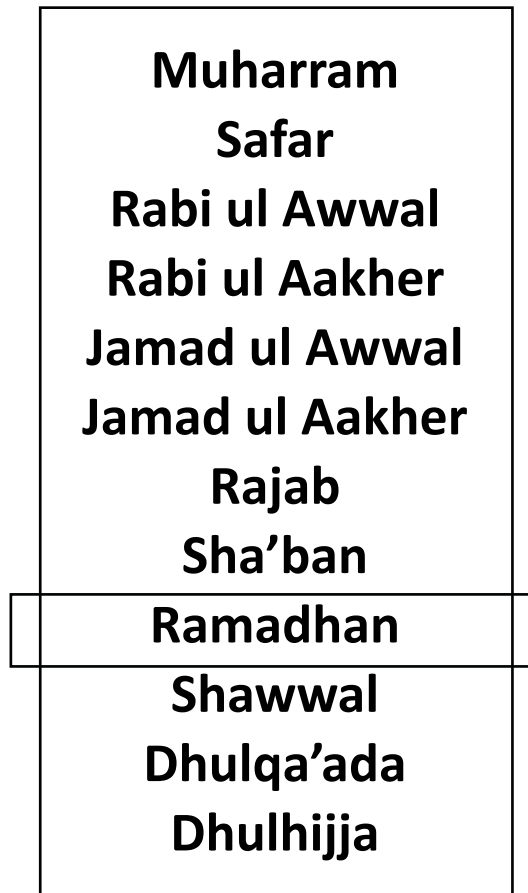 Muharram
Safar
Rabi ul Awwal
Rabi ul Aakher
Jamad ul Awwal
Jamad ul Aakher
Rajab
Sha’ban
Ramadhan
Shawwal
Dhulqa’ada
Dhulhijja